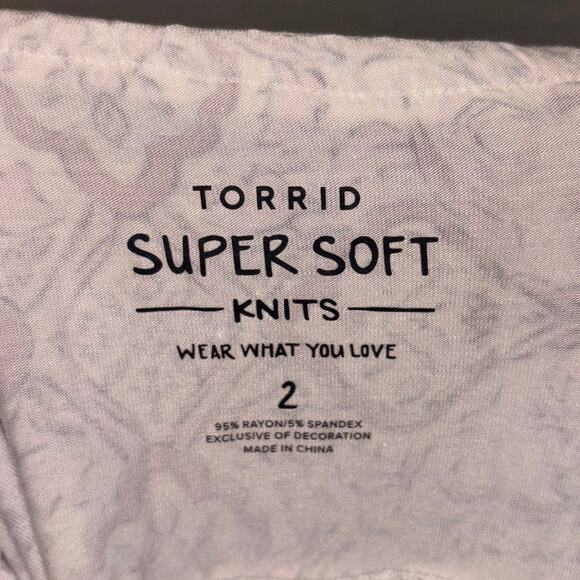 TORRID
SUPER SOFT
KNITS
WEAR WHAT YOU LOVE
2
95% RAYON/5% SPANDEX
EXCLUSIVE OF DECORATION
MADE IN CHINA